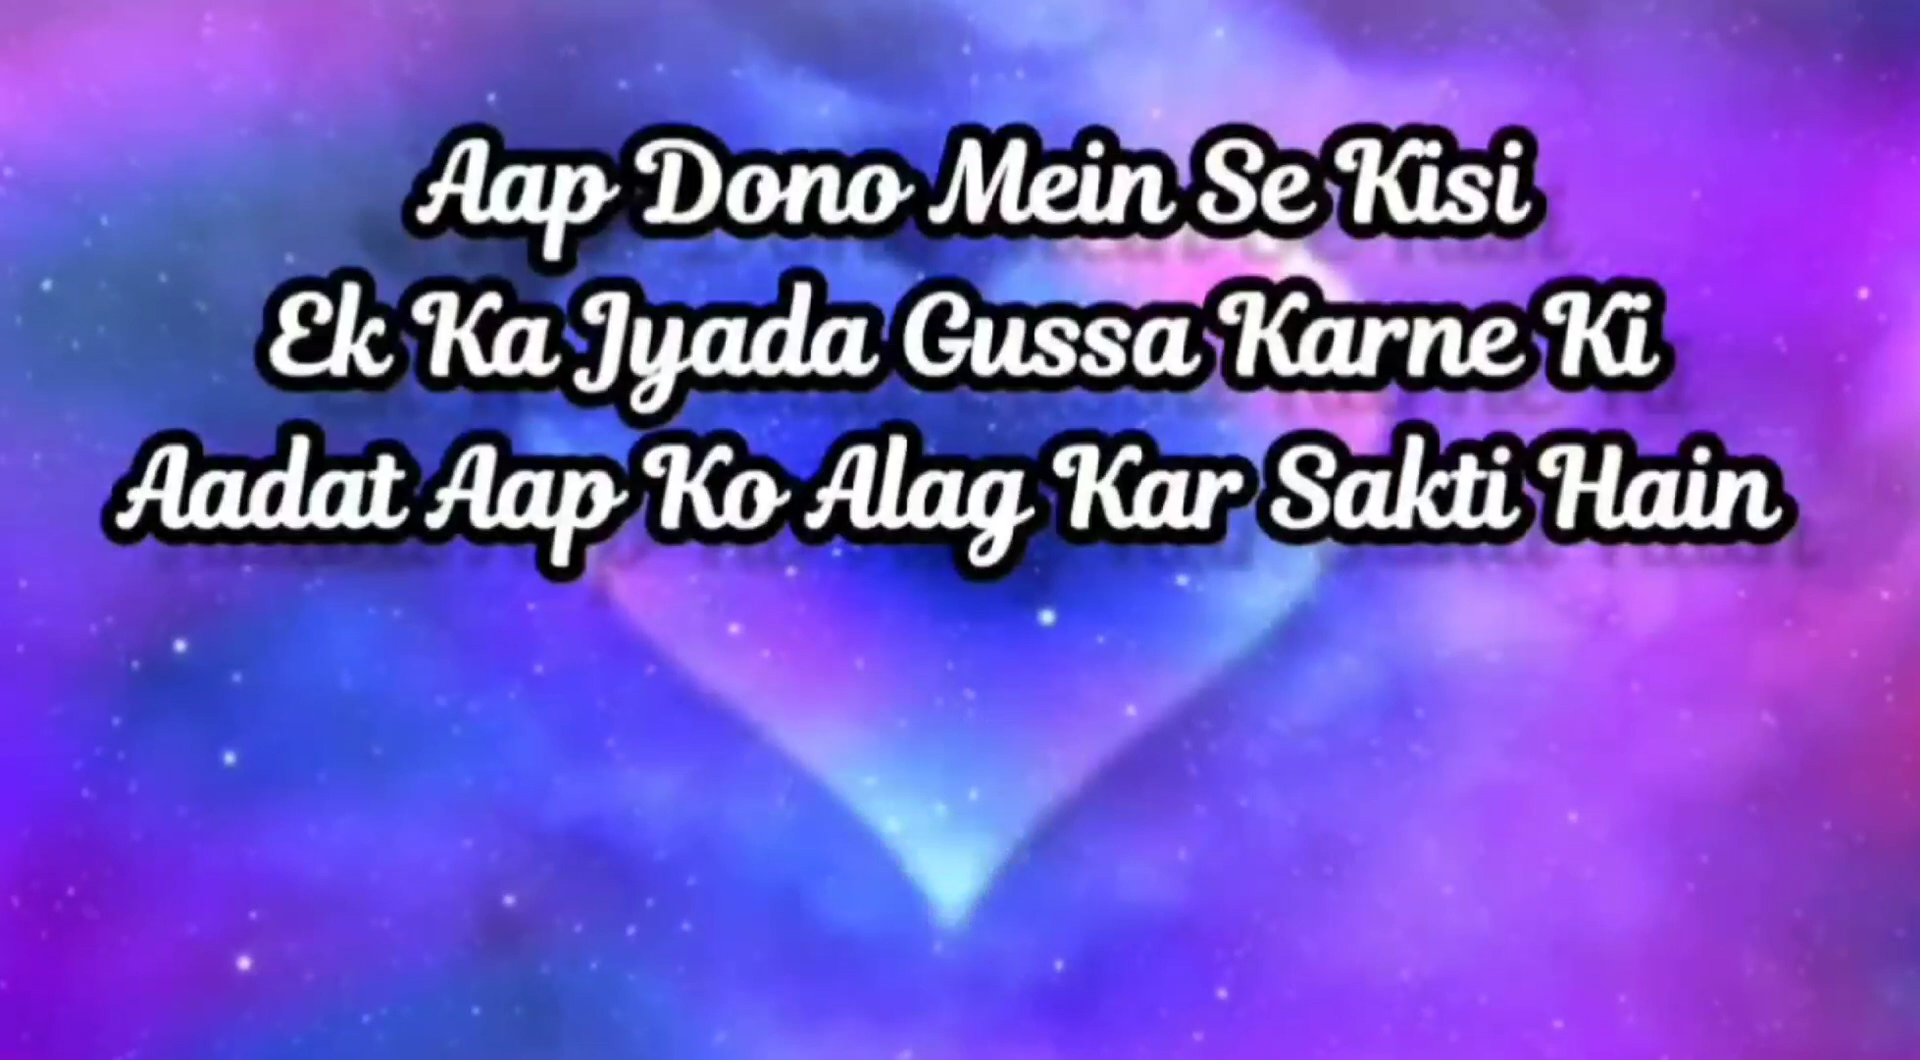 Aap Dono Mein Se Kisi
Ek Ka Jyada Gussa Karne Ki
Aadat Aap Ko Alag Kar Sakti Hain